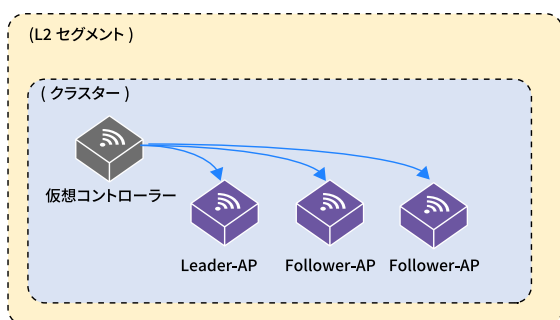 (L2 セグメント )
( クラスター )
仮想コントローラー
Leader-AP
Follower-AP
Follower-AP